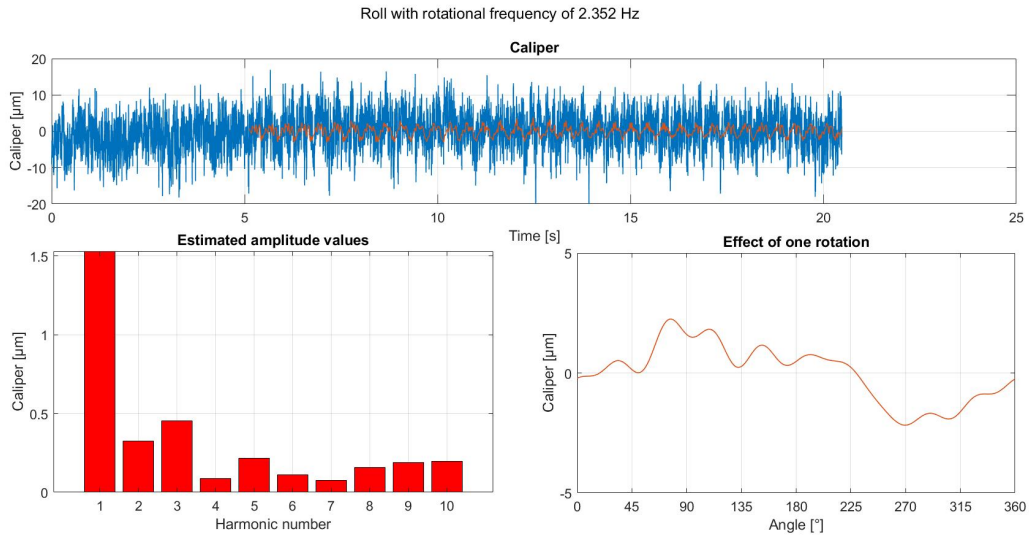 Roll with rotational frequency of 2.352 Hz
Caliper
Caliper [µm]
20
10
0
-10
-20
0 5 10 15 20 25
Time [s]
Estimated amplitude values
Caliper [µm]
1.5
1
0.5
0
1 2 3 4 5 6 7 8 9 10
Harmonic number
Effect of one rotation
Caliper [µm]
5
0
-5
0 45 90 135 180 225 270 315 360
Angle [°]